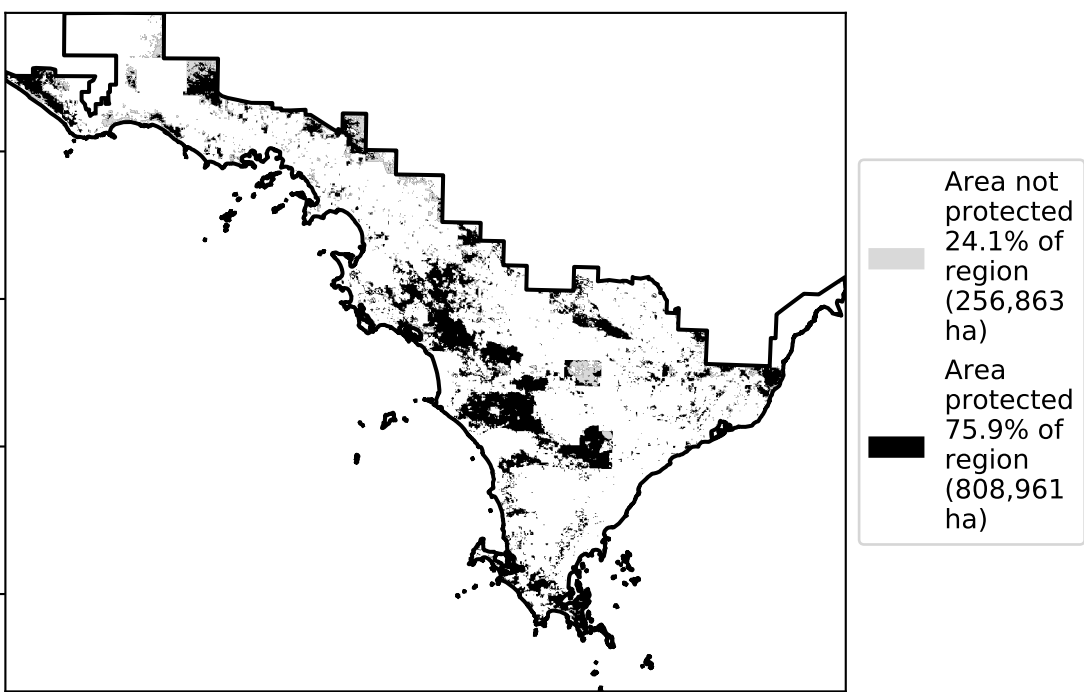 Area not
protected
24.1% of
region
(256,863
ha)
Area
protected
75.9% of
region
(808,961
ha)